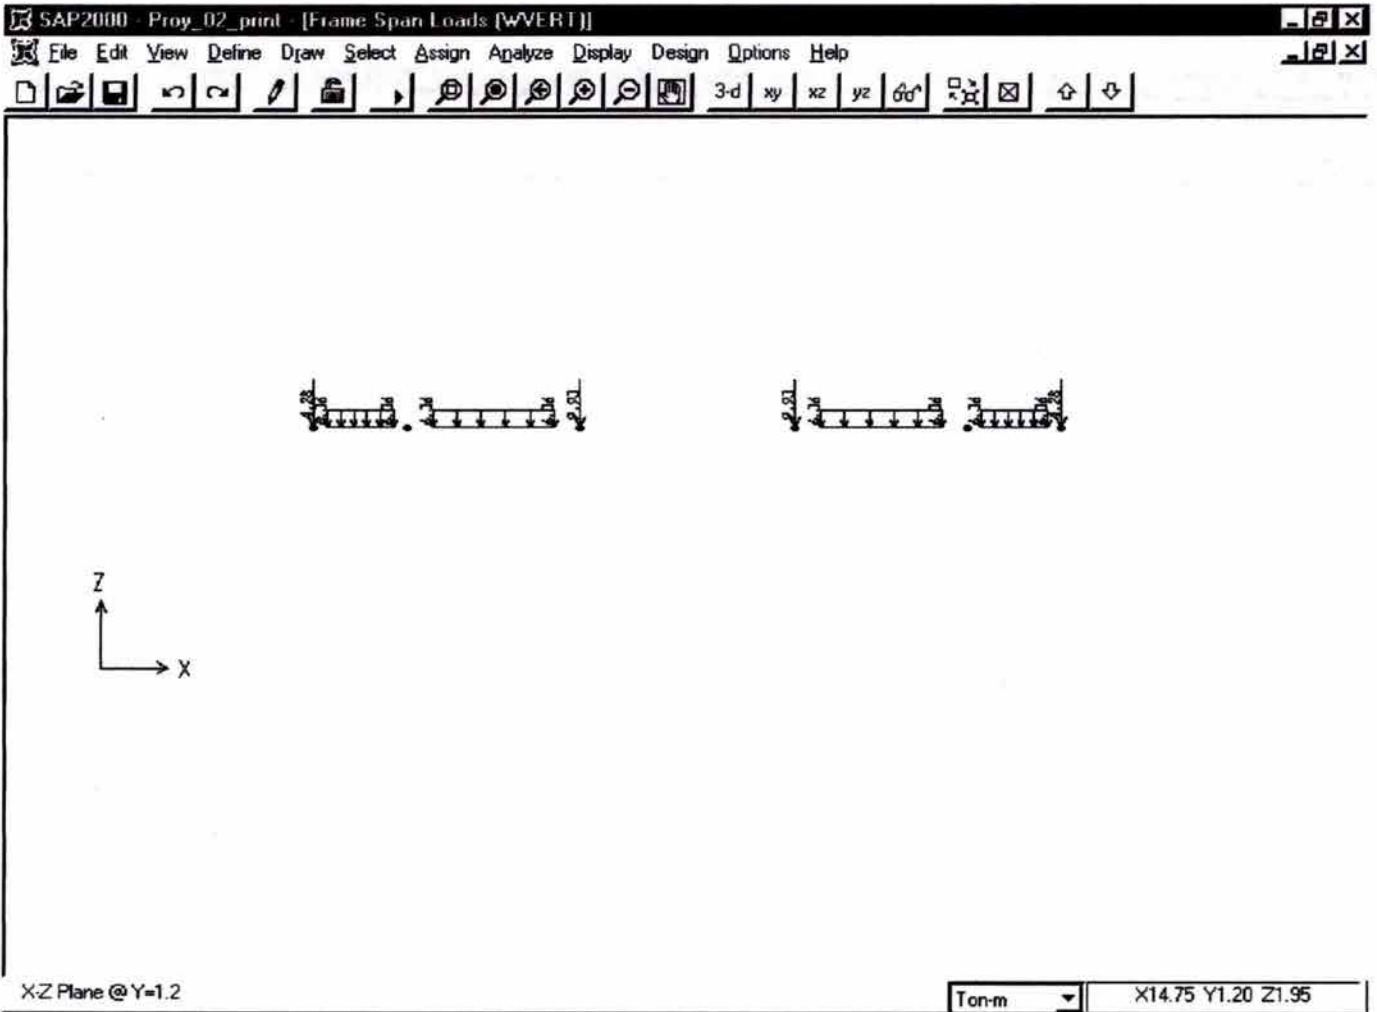 SAP2000 - Proy_02_print - [Frame Span Loads (WVERT)]
File Edit View Define Draw Select Assign Analyze Display Design Options Help
3-d xy xz yz
Z
X
X-Z Plane @ Y=1.2
Ton-m
X14.75 Y1.20 Z1.95